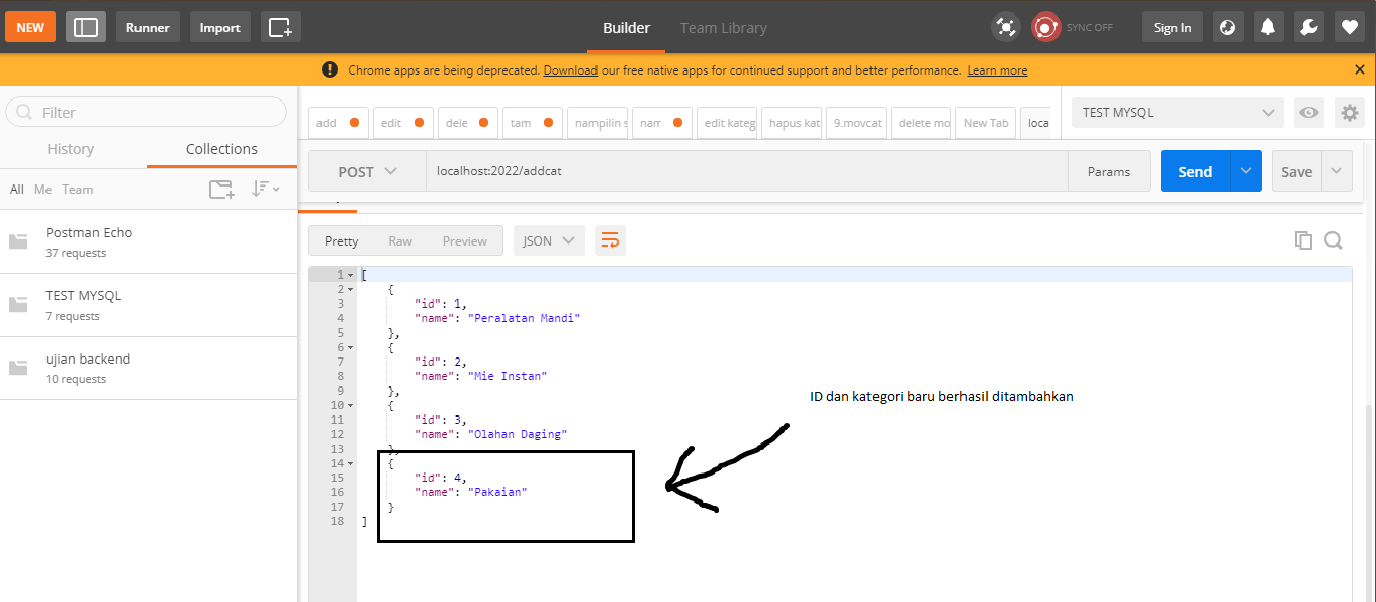 NEW
Runner
Import
Builder
Team Library
SYNC OFF
Sign In
Chrome apps are being deprecated. Download our free native apps for continued support and better performance. Learn more
Filter
History
Collections
All Me Team
Postman Echo
37 requests
TEST MYSQL
7 requests
ujian backend
10 requests
add
edit
dele
tam
nampilin s
nam
edit kateg
hapus kat
9.movcat
delete mo
New Tab
loca
TEST MYSQL
POST
localhost:2022/addcat
Params
Send
Save
Pretty
Raw
Preview
JSON
1 [
2 {
3 "id": 1,
4 "name": "Peralatan Mandi"
5 },
6 {
7 "id": 2,
8 "name": "Mie Instan"
9 },
10 {
11 "id": 3,
12 "name": "Olahan Daging"
13 },
14 {
15 "id": 4,
16 "name": "Pakaian"
17 }
18 ]
ID dan kategori baru berhasil ditambahkan